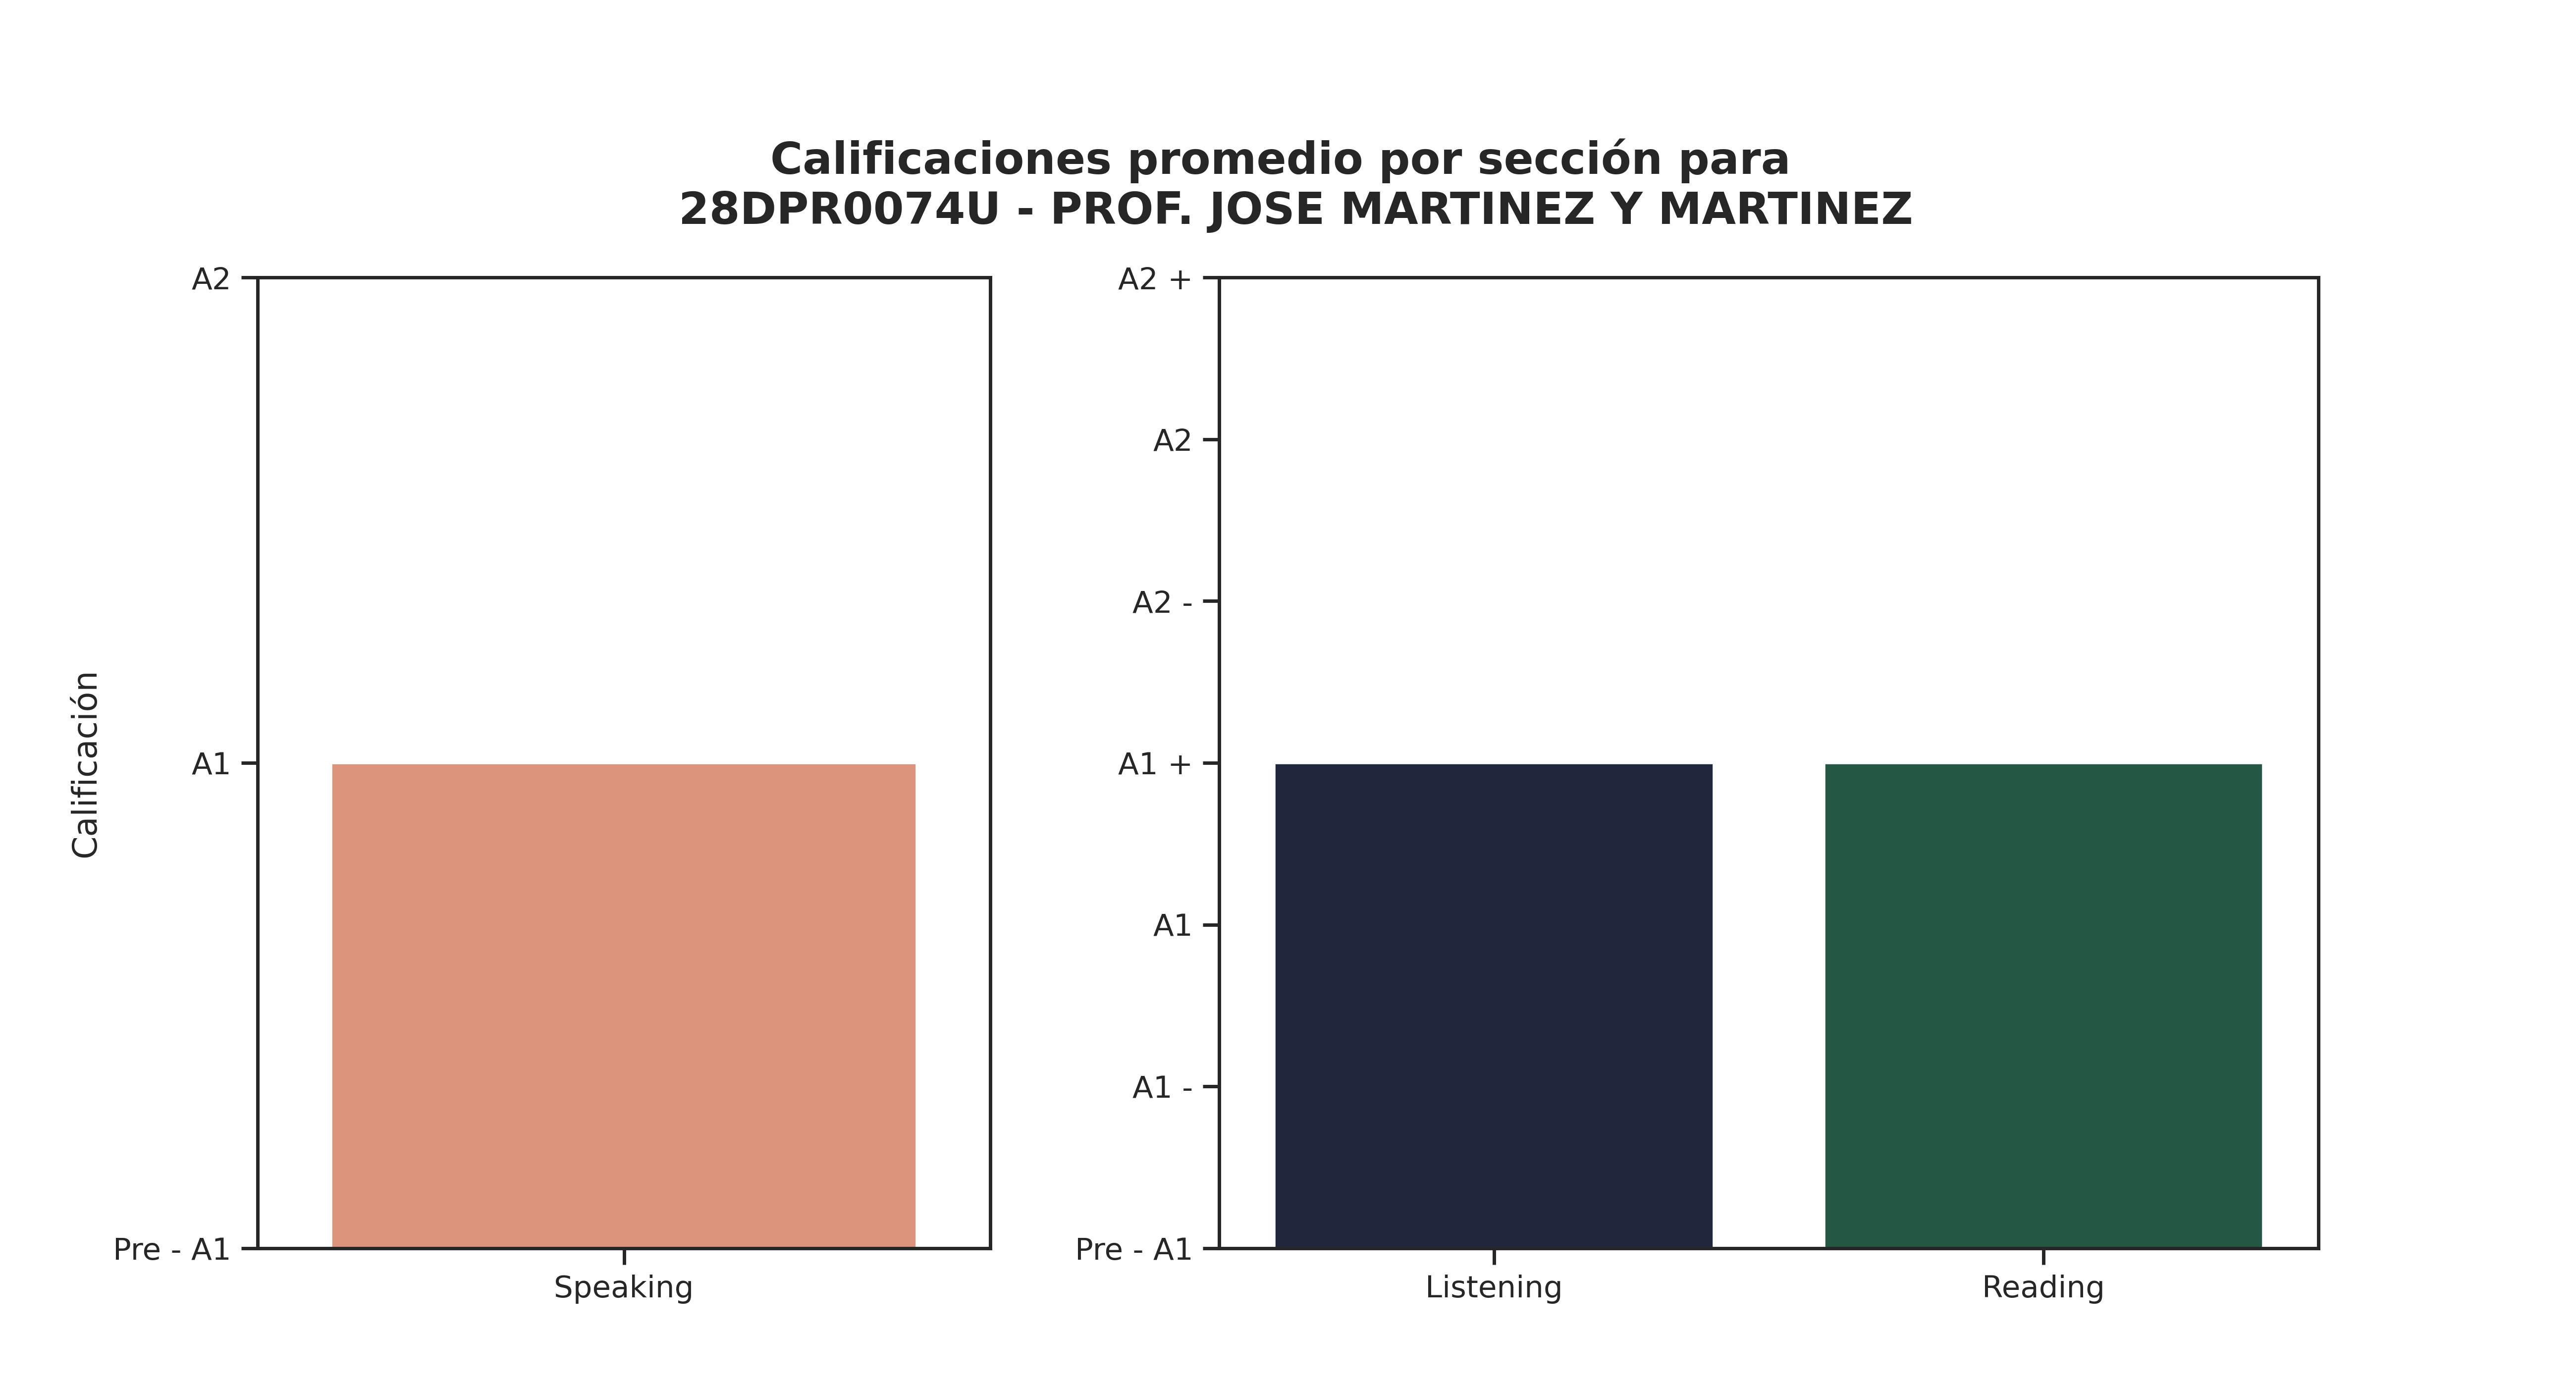 Calificaciones promedio por sección para
28DPR0074U - PROF. JOSE MARTINEZ Y MARTINEZ
Calificación
A2
A1
Pre - A1
Speaking
A2 +
A2
A2 -
A1 +
A1
A1 -
Pre - A1
Listening
Reading